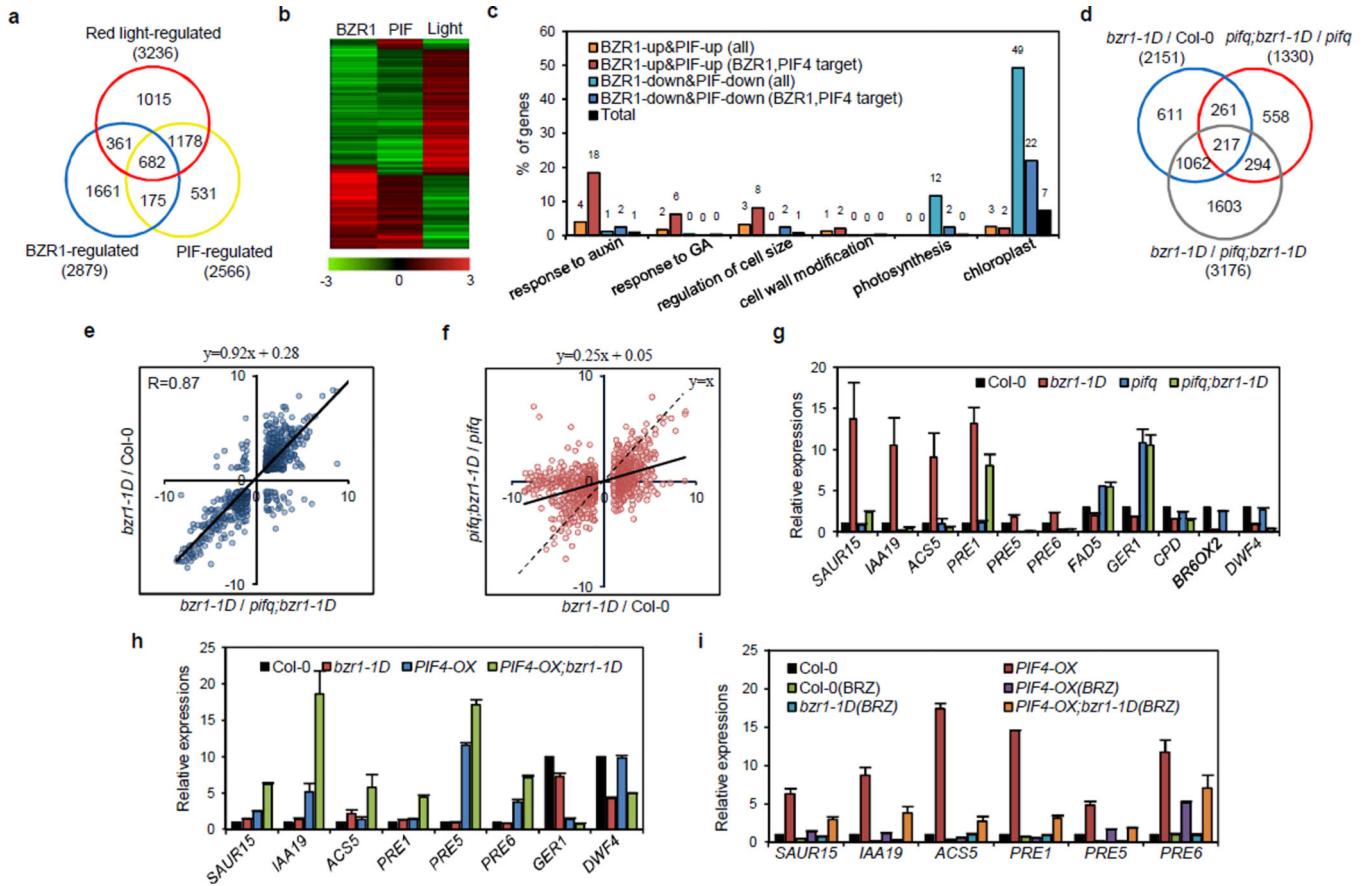 a
Red light-regulated
(3236)
1015
361
1178
682
1661
175
531
BZR1-regulated
(2879)
PIF-regulated
(2566)
b
BZR1 PIF Light
-3 0 3
c
% of genes
60
50
40
30
20
10
0
BZR1-up&PIF-up (all)
BZR1-up&PIF-up (BZR1,PIF4 target)
BZR1-down&PIF-down (all)
BZR1-down&PIF-down (BZR1,PIF4 target)
Total
4 18 1 2 1
2 6 0 0 0
3 8 0 2 1
1 2 0 0 0
0 0 12 2 0
3 2 49 22 7
response to auxin
response to GA
regulation of cell size
cell wall modification
photosynthesis
chloroplast
d
bzr1-1D / Col-0
(2151)
pifq;bzr1-1D / pifq
(1330)
611
261
558
217
1062
294
1603
bzr1-1D / pifq;bzr1-1D
(3176)
e
y=0.92x + 0.28
R=0.87
10
-10
0
0
10
-10
bzr1-1D / Col-0
bzr1-1D / pifq;bzr1-1D
f
y=0.25x + 0.05
y=x
10
-10
0
0
10
-10
pifq;bzr1-1D / pifq
bzr1-1D / Col-0
g
Relative expressions
20
15
10
5
0
Col-0 bzr1-1D pifq pifq;bzr1-1D
SAUR15
IAA19
ACS5
PRE1
PRE5
PRE6
FAD5
GER1
CPD
BR6OX2
DWF4
h
Relative expressions
25
20
15
10
5
0
Col-0 bzr1-1D PIF4-OX PIF4-OX;bzr1-1D
SAUR15
IAA19
ACS5
PRE1
PRE5
PRE6
GER1
DWF4
i
Relative expressions
25
20
15
10
5
0
Col-0 PIF4-OX
Col-0(BRZ) PIF4-OX(BRZ)
bzr1-1D(BRZ) PIF4-OX;bzr1-1D(BRZ)
SAUR15
IAA19
ACS5
PRE1
PRE5
PRE6